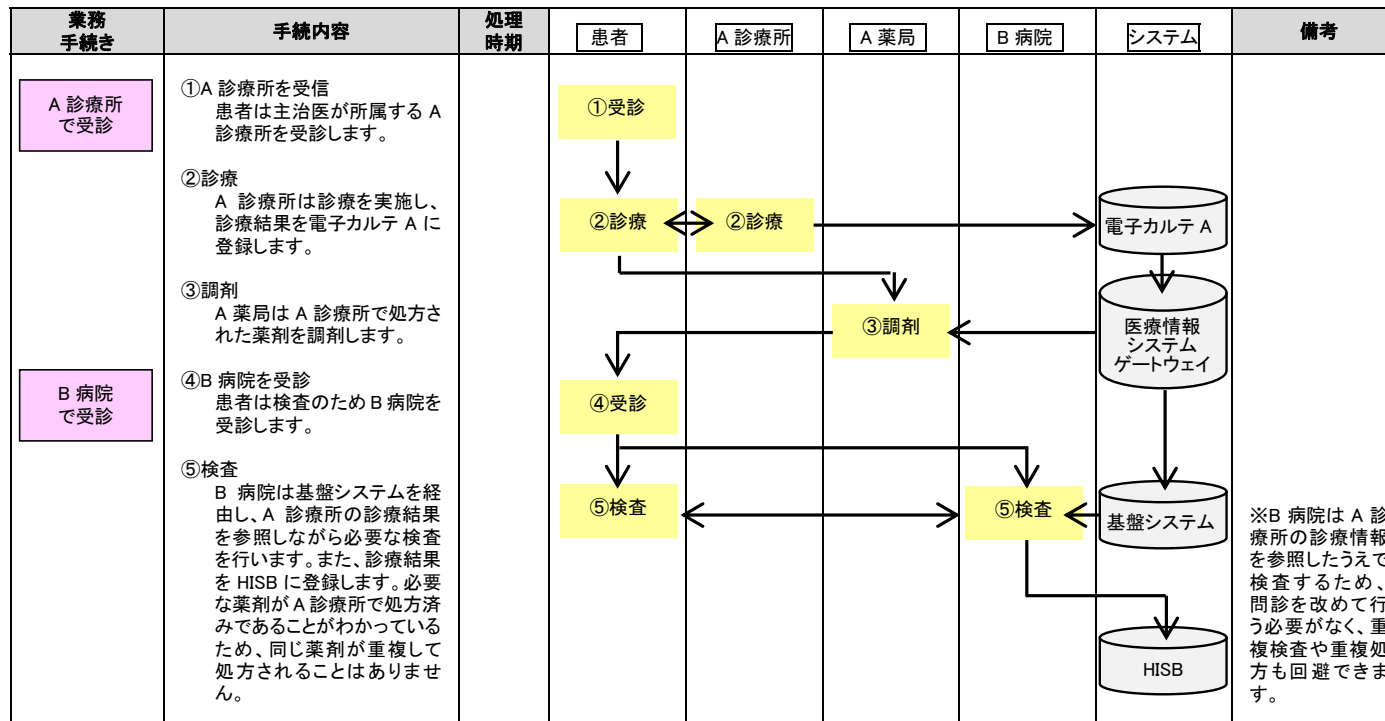 業務
手続き
手続内容
処理
時期
患者
A 診療所
A 薬局
B 病院
システム
備考
A 診療所
で受診
①A 診療所を受信
患者は主治医が所属する A
診療所を受診します。
②診療
A 診療所は診療を実施し、
診療結果を電子カルテ A に
登録します。
③調剤
A 薬局は A 診療所で処方さ
れた薬剤を調剤します。
B 病院
で受診
④B 病院を受診
患者は検査のため B 病院を
受診します。
⑤検査
B 病院は基盤システムを経
由し、A 診療所の診療結果
を参照しながら必要な検査
を行います。また、診療結果
を HISB に登録します。必要
な薬剤が A 診療所で処方済
みであることがわかっている
ため、同じ薬剤が重複して
処方されることはありませ
ん。
①受診
②診療
②診療
電子カルテ A
③調剤
医療情報
システム
ゲートウェイ
④受診
⑤検査
⑤検査
基盤システム
HISB
※B 病院は A 診
療所の診療情報
を参照したうえで
検査するため、
問診を改めて行
う必要がなく、重
複検査や重複処
方も回避できま
す。